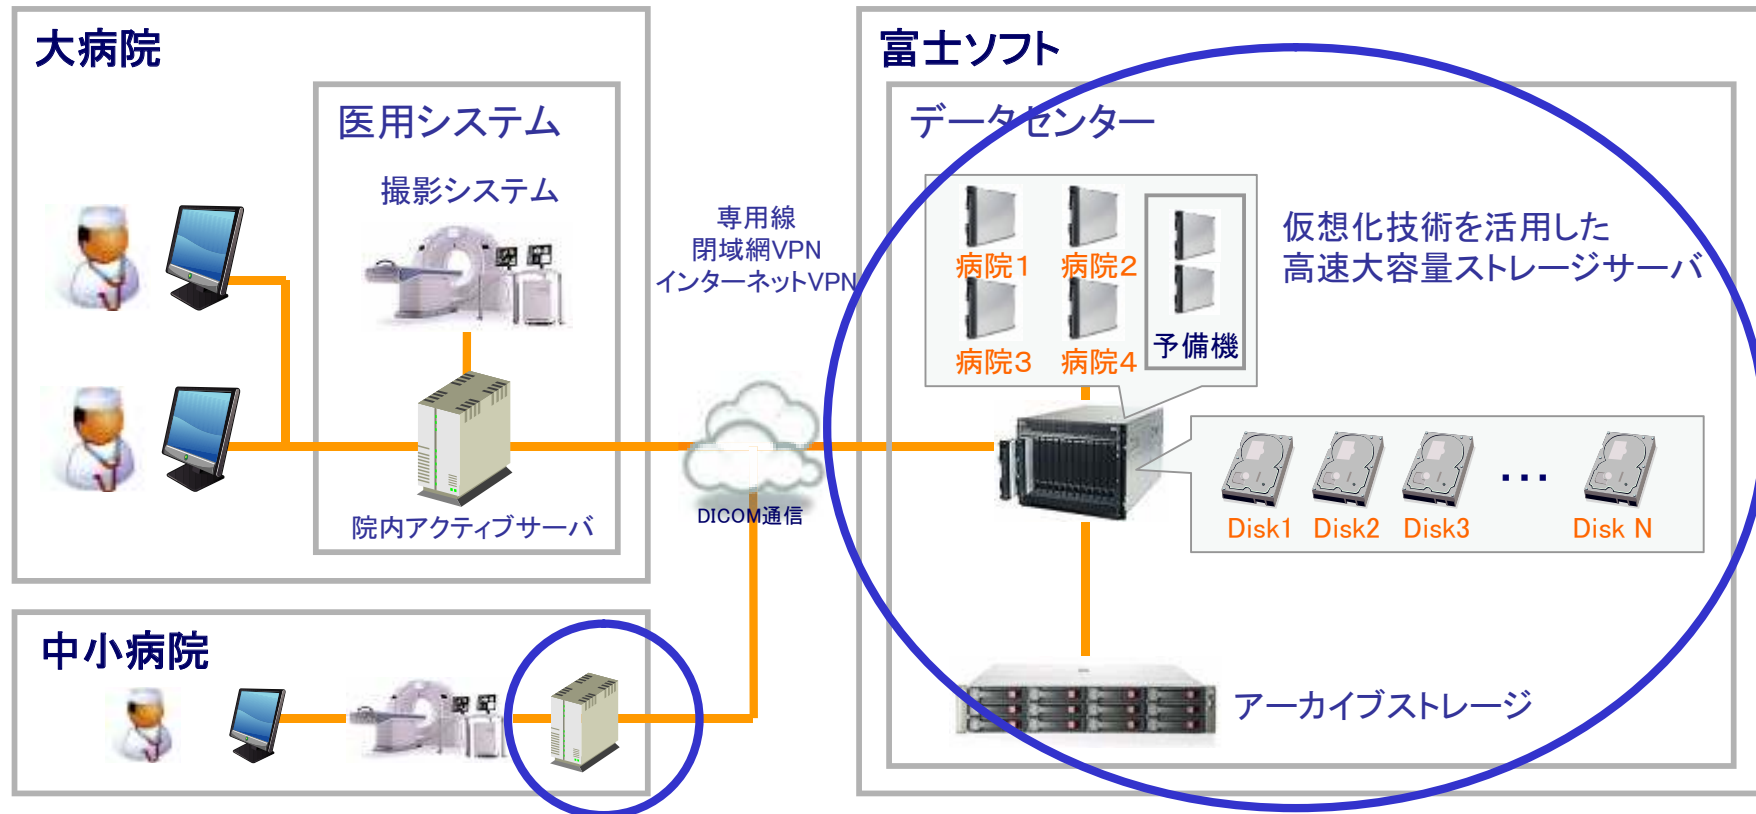 大病院
医用システム
撮影システム
院内アクティブサーバ
専用線
閉域網VPN
インターネットVPN
DICOM通信
中小病院
富士ソフト
データセンター
病院1
病院2
病院3
病院4
予備機
仮想化技術を活用した
高速大容量ストレージサーバ
Disk1
Disk2
Disk3
・・・
Disk N
アーカイブストレージ